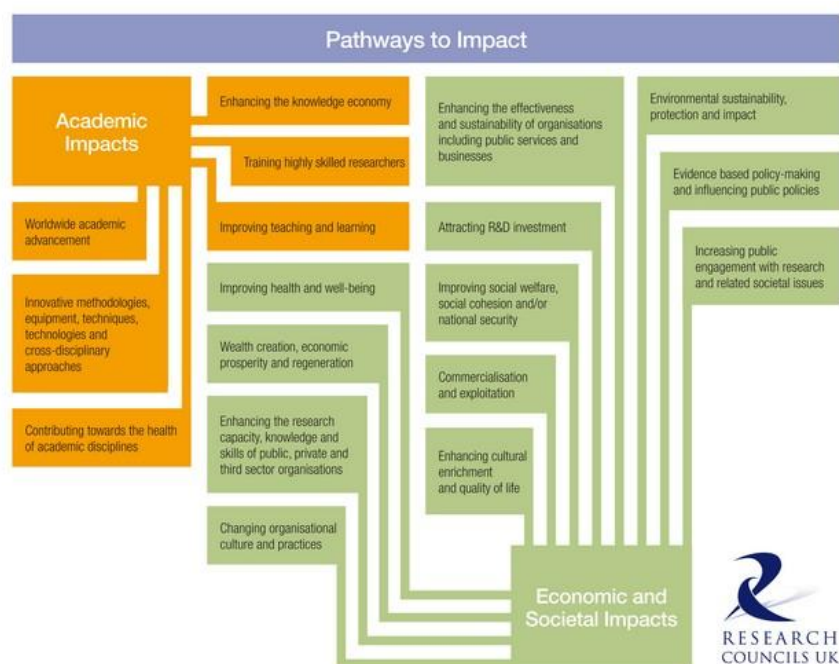 Pathways to Impact
Academic
Impacts
Worldwide academic
advancement
Innovative methodologies,
equipment, techniques,
technologies and
cross-disciplinary
approaches
Contributing towards the health
of academic disciplines
Enhancing the knowledge economy
Training highly skilled researchers
Improving teaching and learning
Improving health and well-being
Wealth creation, economic
prosperity and regeneration
Enhancing the research
capacity, knowledge and
skills of public, private and
third sector organisations
Changing organisational
culture and practices
Enhancing the effectiveness
and sustainability of organisations
including public services and
businesses
Attracting R&D investment
Improving social welfare,
social cohesion and/or
national security
Commercialisation
and exploitation
Enhancing cultural
enrichment
and quality of life
Environmental sustainability,
protection and impact
Evidence based policy-making
and influencing public policies
Increasing public
engagement with research
and related societal issues
Economic and
Societal Impacts
RESEARCH
COUNCILS UK